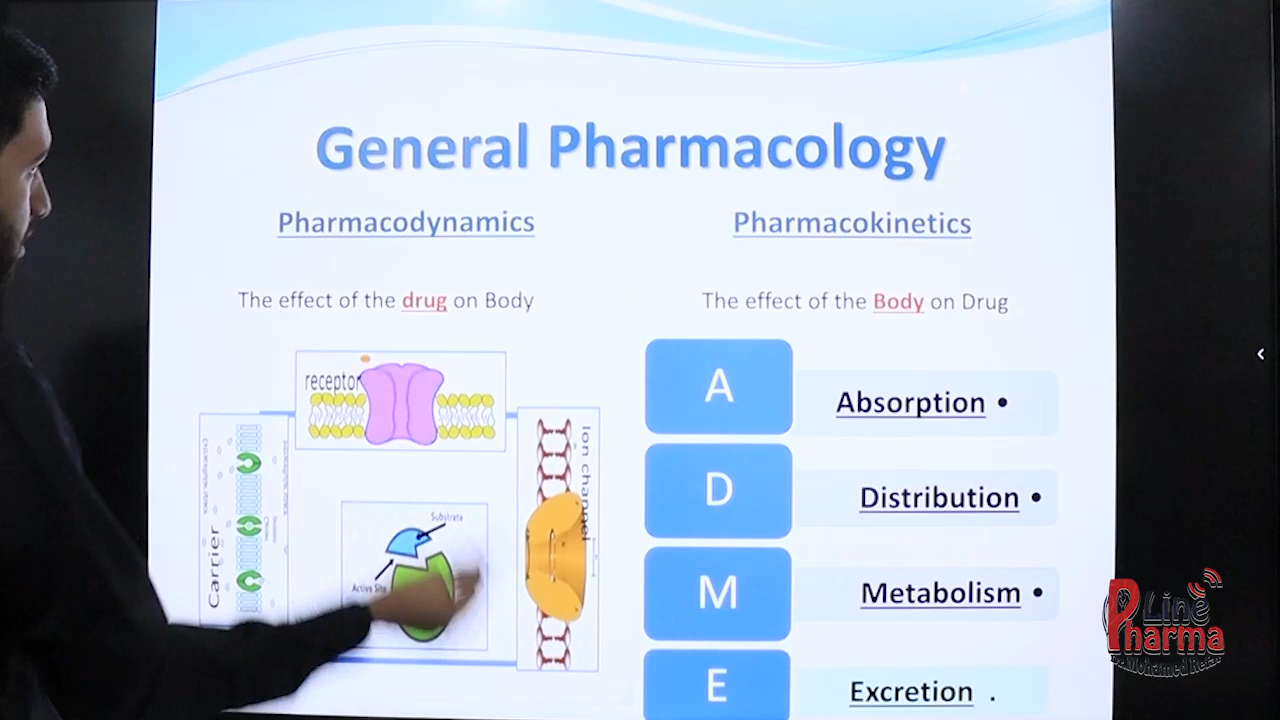 General Pharmacology
Pharmacodynamics
The effect of the drug on Body
receptor
Carrier
Substrate
Active Site
Ion channel
Pharmacokinetics
The effect of the Body on Drug
A
Absorption •
D
Distribution •
M
Metabolism •
E
Excretion .
Line
Pharma